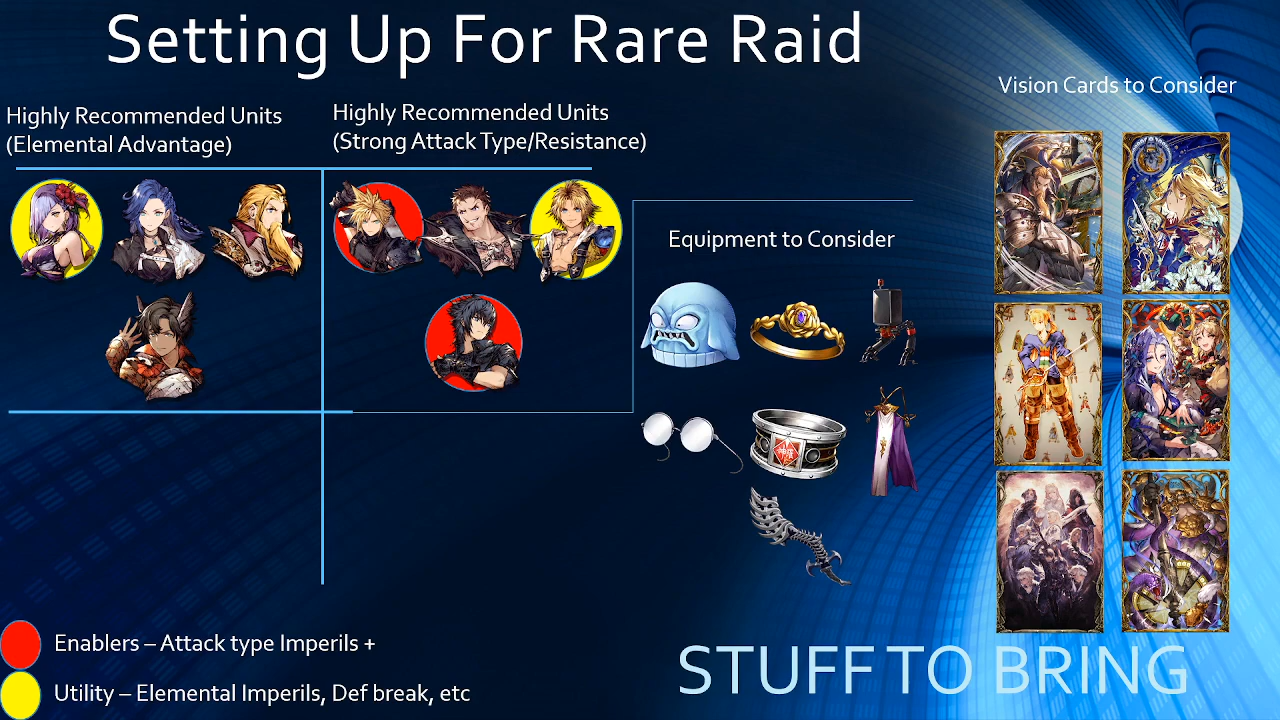 Setting Up For Rare Raid
Highly Recommended Units
(Elemental Advantage)
Highly Recommended Units
(Strong Attack Type/Resistance)
Equipment to Consider
Vision Cards to Consider
Enablers – Attack type Imperils +
Utility – Elemental Imperils, Def break, etc
STUFF TO BRING